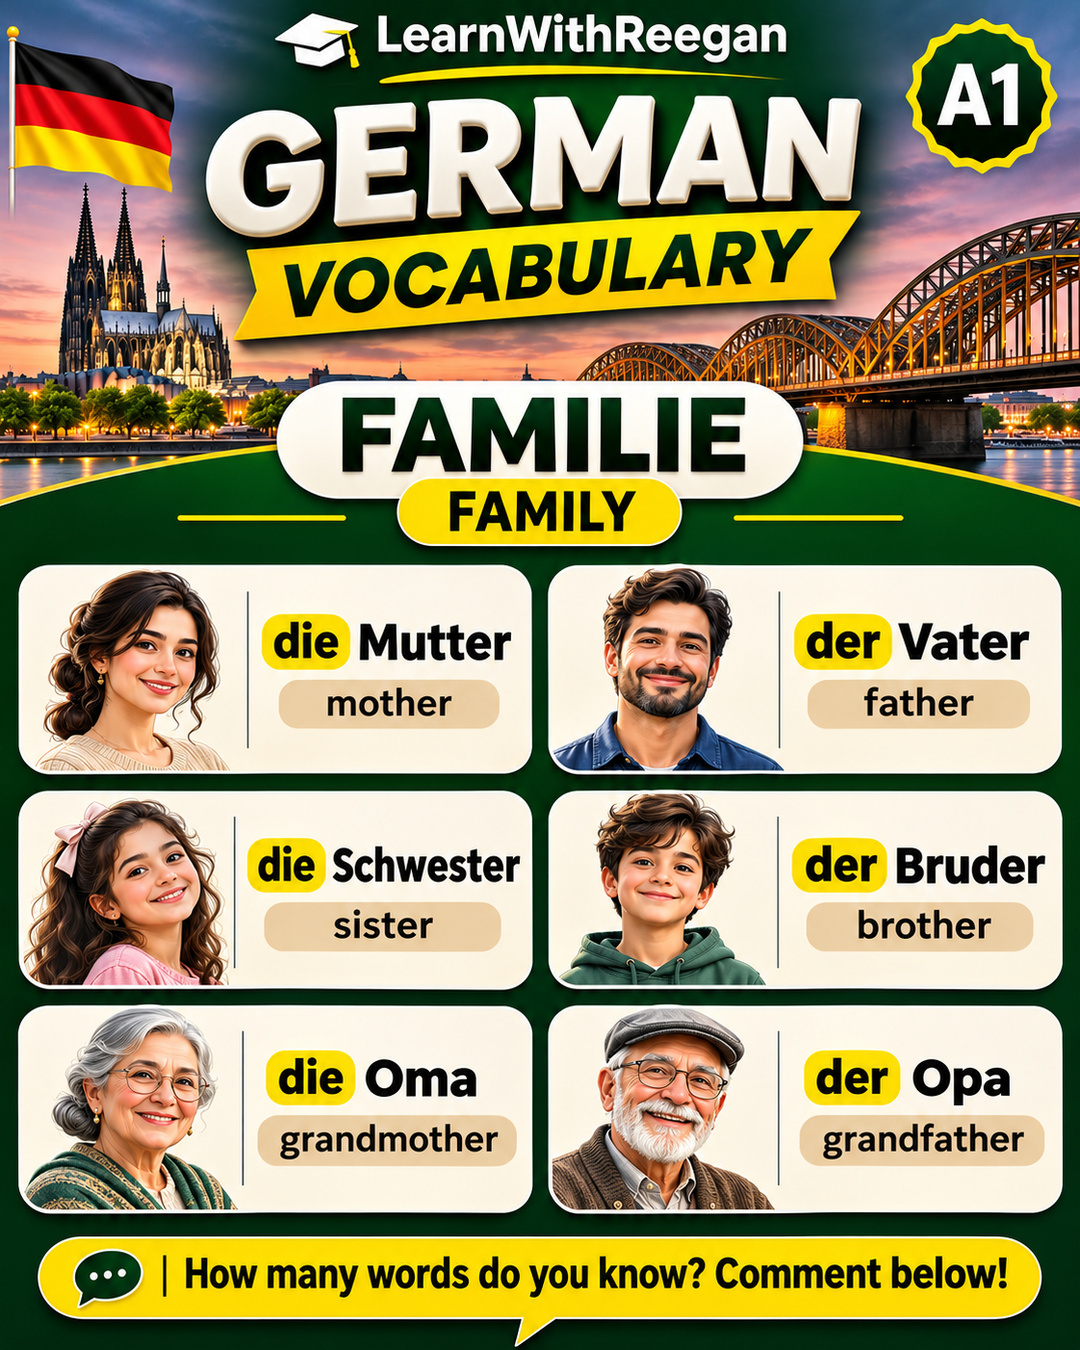 LearnWithReegan
A1
GERMAN
VOCABULARY
FAMILIE
FAMILY
die Mutter
mother
der Vater
father
die Schwester
sister
der Bruder
brother
die Oma
grandmother
der Opa
grandfather
How many words do you know? Comment below!